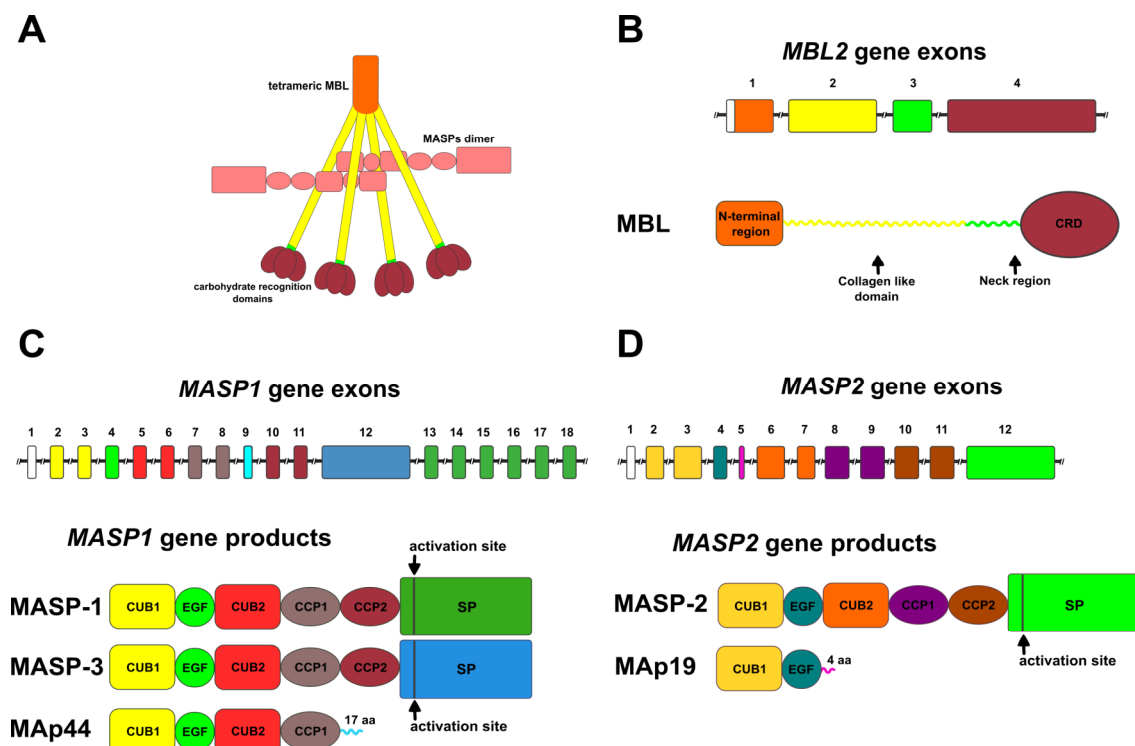 A
tetrameric MBL
MASPs dimer
carbohydrate recognition
domains
B
MBL2 gene exons
1 2 3 4
MBL
N-terminal
region
CRD
Collagen like
domain
Neck region
C
MASP1 gene exons
1 2 3 4 5 6 7 8 9 10 11 12 13 14 15 16 17 18
MASP1 gene products
activation site
MASP-1 CUB1 EGF CUB2 CCP1 CCP2 SP
MASP-3 CUB1 EGF CUB2 CCP1 CCP2 SP
MAp44 CUB1 EGF CUB2 CCP1 17 aa
activation site
D
MASP2 gene exons
1 2 3 4 5 6 7 8 9 10 11 12
MASP2 gene products
MASP-2 CUB1 EGF CUB2 CCP1 CCP2 SP
activation site
MAp19 CUB1 EGF 4 aa